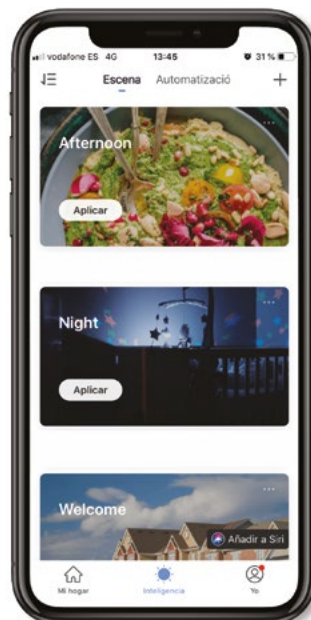 vodafone ES 4G 13:45 31 %
Escena Automatizació
Afternoon
Aplicar
Night
Aplicar
Welcome
Añadir a Siri
Mi hogar Inteligencia Yo